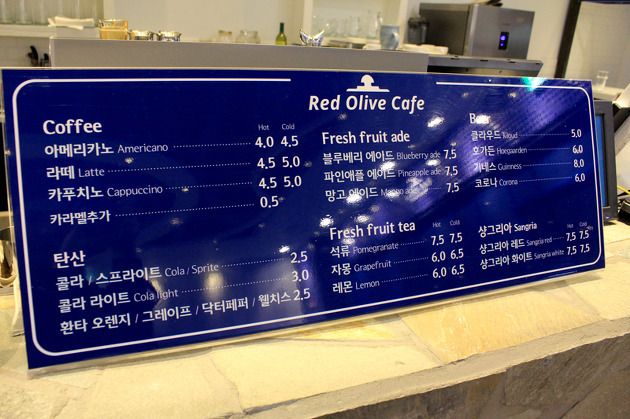 Red Olive Cafe
Coffee
Hot Cold
아메리카노 Americano 4.0 4.5
라떼 Latte 4.5 5.0
카푸치노 Cappuccino 4.5 5.0
카라멜추가 0.5
탄산
콜라 / 스프라이트 Cola / Sprite 2.5
콜라 라이트 Cola light 3.0
환타 오렌지 / 그레이프 / 닥터페퍼 / 웰치스 2.5
Fresh fruit ade
블루베리 에이드 Blueberry ade 7.5
파인애플 에이드 Pineapple ade 7.5
망고 에이드 Mango ade 7.5
Fresh fruit tea
Hot Cold
석류 Pomegranate 7.5 7.5
자몽 Grapefruit 6.0 6.5
레몬 Lemon 6.0 6.5
클라우드 5.0
호가든 Hoegaarden 6.0
기네스 Guinness 8.0
코로나 Corona 6.0
샹그리아 Sangria
Hot Cold
샹그리아 레드 Sangria red 7.5 7.5
샹그리아 화이트 Sangria white 7.5 7.5